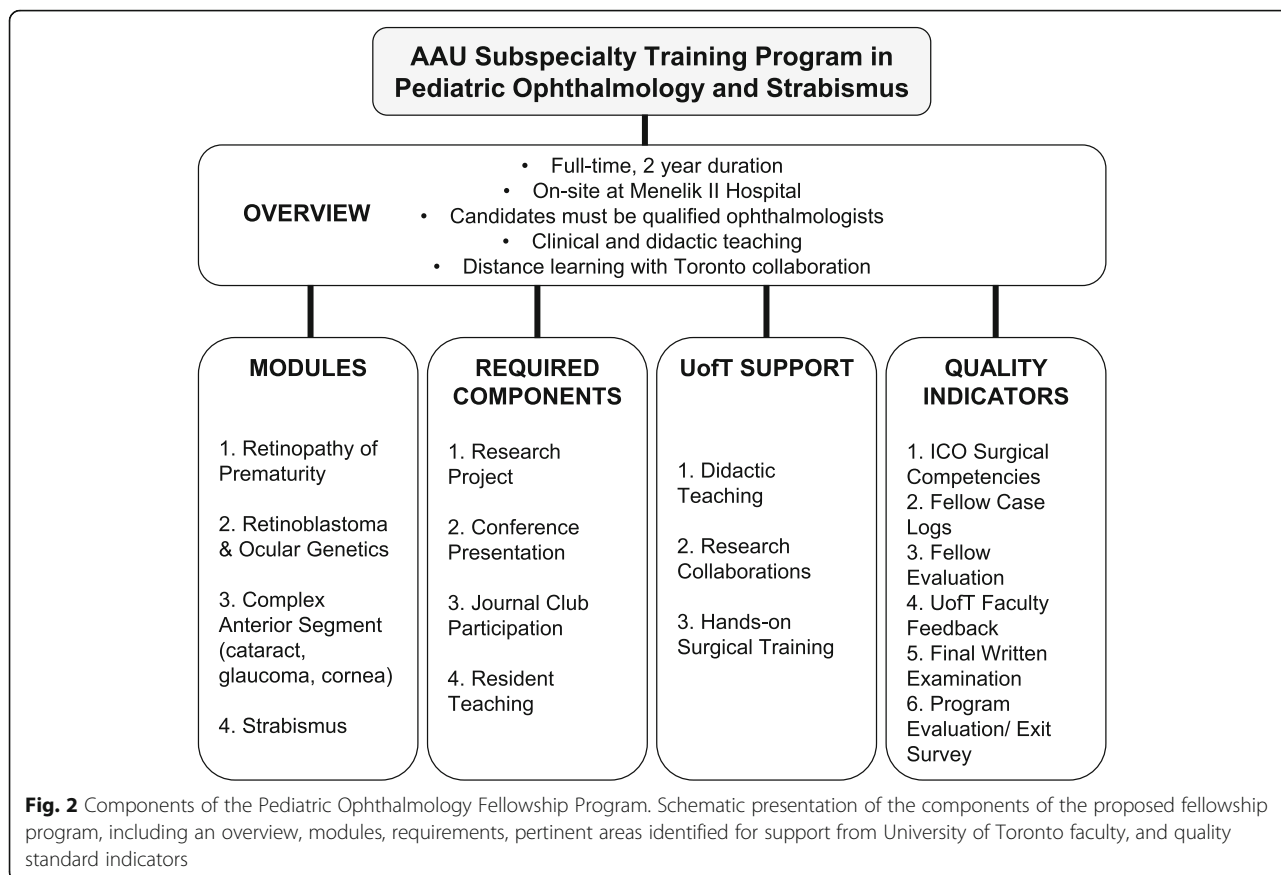 AAU Subspecialty Training Program in
Pediatric Ophthalmology and Strabismus
OVERVIEW
• Full-time, 2 year duration
• On-site at Menelik II Hospital
• Candidates must be qualified ophthalmologists
• Clinical and didactic teaching
• Distance learning with Toronto collaboration
MODULES
1. Retinopathy of
Prematurity
2. Retinoblastoma
& Ocular Genetics
3. Complex
Anterior Segment
(cataract,
glaucoma, cornea)
4. Strabismus
REQUIRED
COMPONENTS
1. Research
Project
2. Conference
Presentation
3. Journal Club
Participation
4. Resident
Teaching
UofT SUPPORT
1. Didactic
Teaching
2. Research
Collaborations
3. Hands-on
Surgical Training
QUALITY
INDICATORS
1. ICO Surgical
Competencies
2. Fellow Case
Logs
3. Fellow
Evaluation
4. UofT Faculty
Feedback
5. Final Written
Examination
6. Program
Evaluation/ Exit
Survey
Fig. 2 Components of the Pediatric Ophthalmology Fellowship Program. Schematic presentation of the components of the proposed fellowship
program, including an overview, modules, requirements, pertinent areas identified for support from University of Toronto faculty, and quality
standard indicators